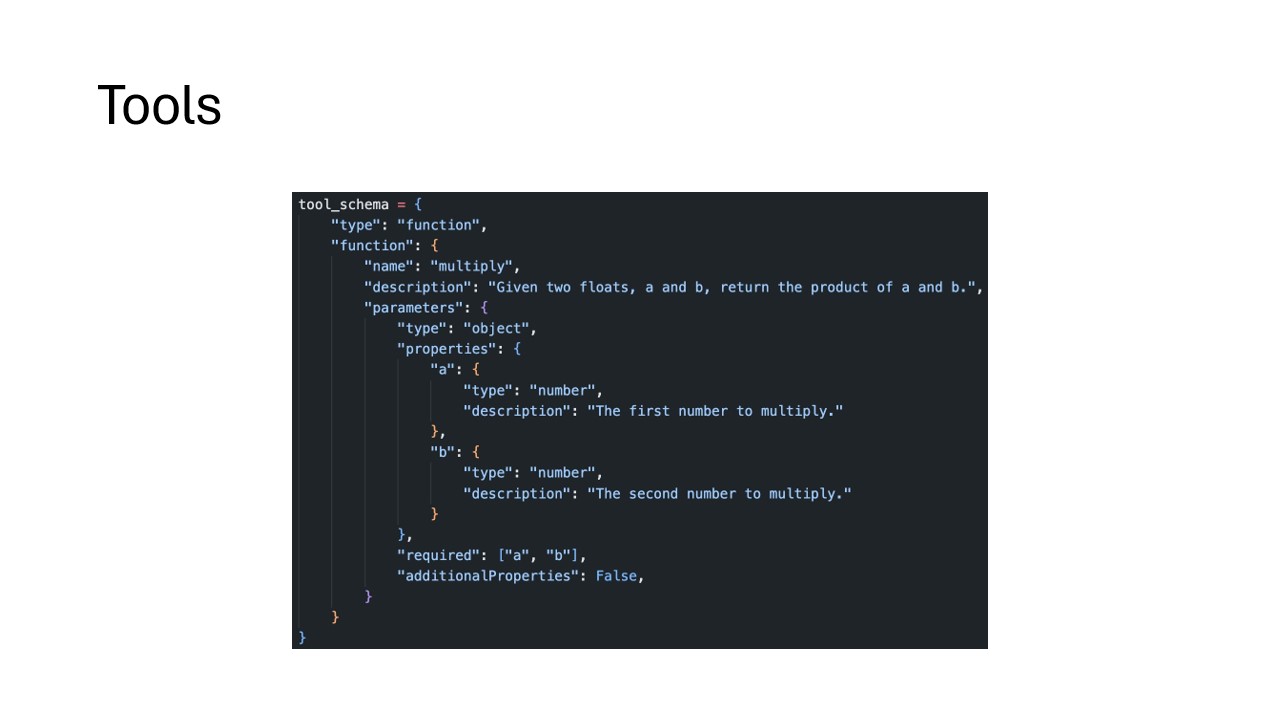 Tools
tool_schema = {
    "type": "function",
    "function": {
        "name": "multiply",
        "description": "Given two floats, a and b, return the product of a and b.",
        "parameters": {
            "type": "object",
            "properties": {
                "a": {
                    "type": "number",
                    "description": "The first number to multiply."
                },
                "b": {
                    "type": "number",
                    "description": "The second number to multiply."
                }
            },
            "required": ["a", "b"],
            "additionalProperties": False,
        }
    }
}